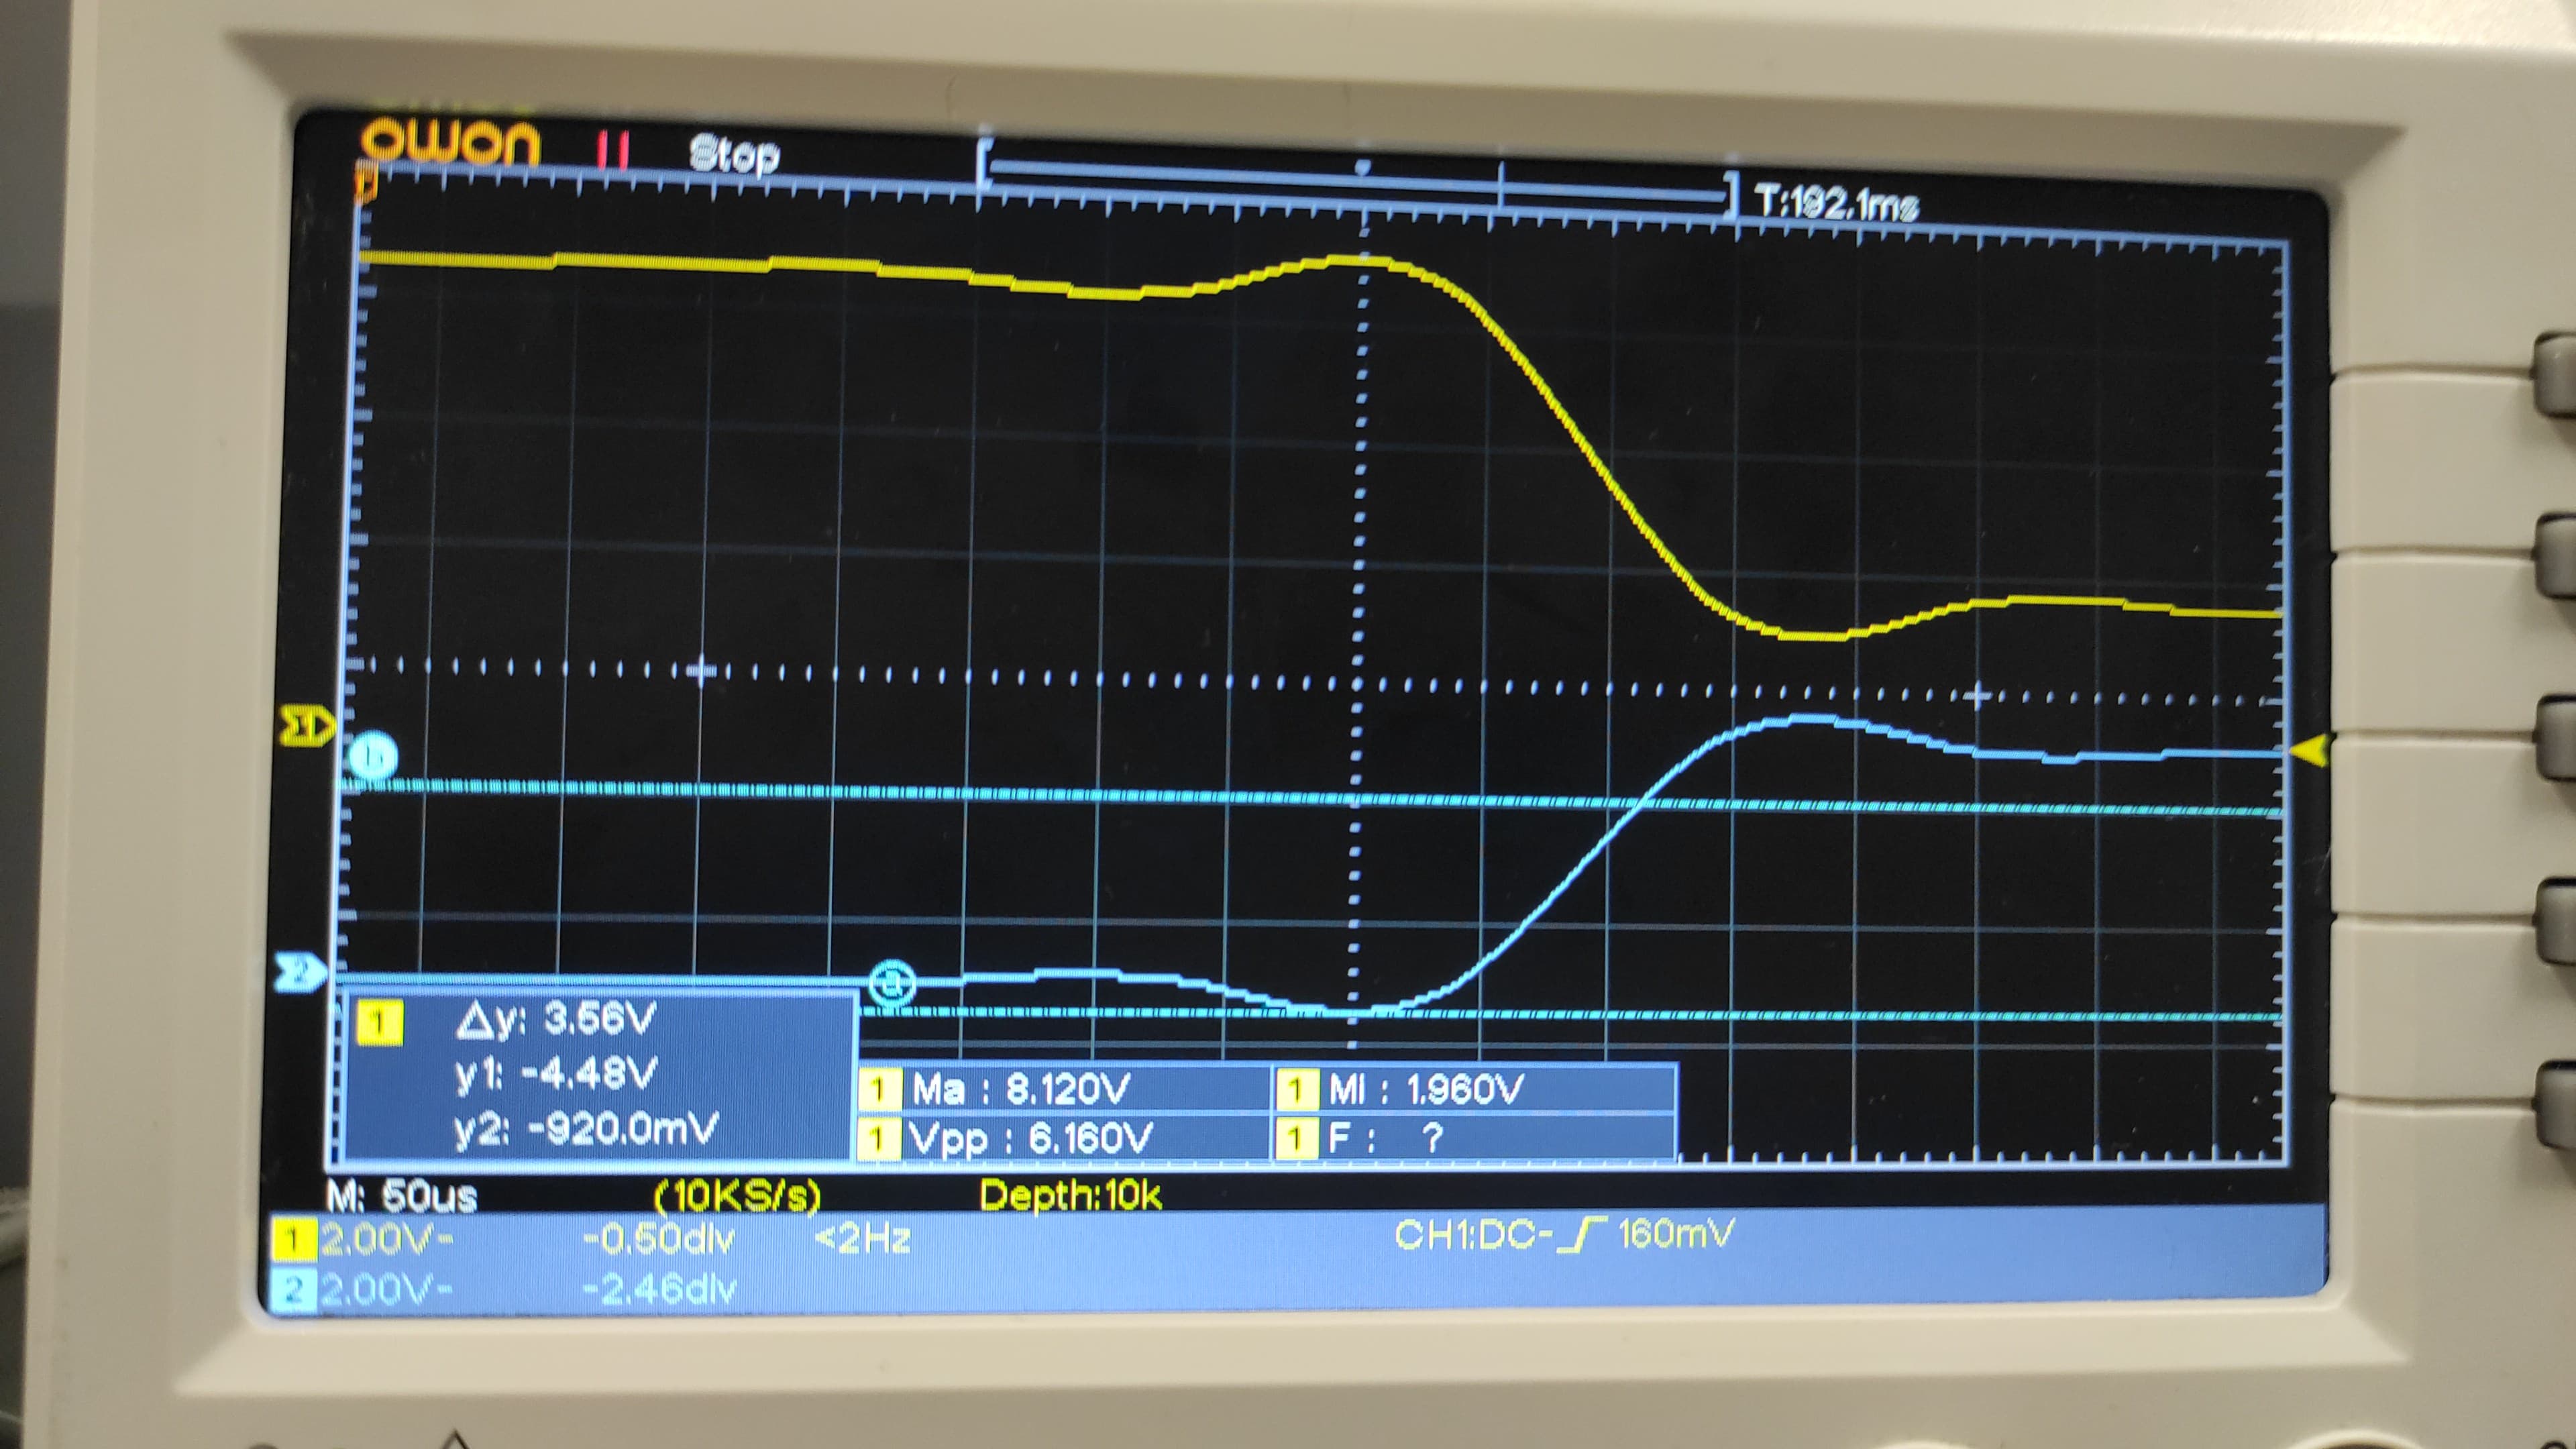 OWON Stop
T:192.1ms
1
b
2
a
1 Δy: 3.56V
y1: -4.48V
y2: -920.0mV
1 Ma : 8.120V 1 Mi : 1.960V
1 Vpp : 6.160V 1 F : ?
M: 50us (10KS/s) Depth:10k
1 2.00V- -0.50div <2Hz CH1:DC- 160mV
2 2.00V- -2.46div